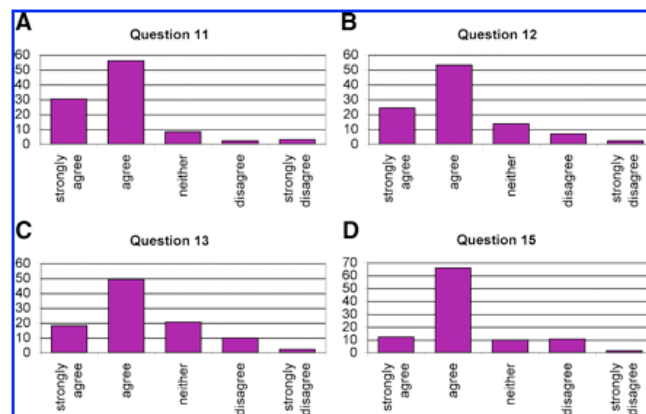 A
Question 11
60
50
40
30
20
10
0
strongly agree
agree
neither
disagree
strongly disagree
B
Question 12
60
50
40
30
20
10
0
strongly agree
agree
neither
disagree
strongly disagree
C
Question 13
60
50
40
30
20
10
0
strongly agree
agree
neither
disagree
strongly disagree
D
Question 15
70
60
50
40
30
20
10
0
strongly agree
agree
neither
disagree
strongly disagree